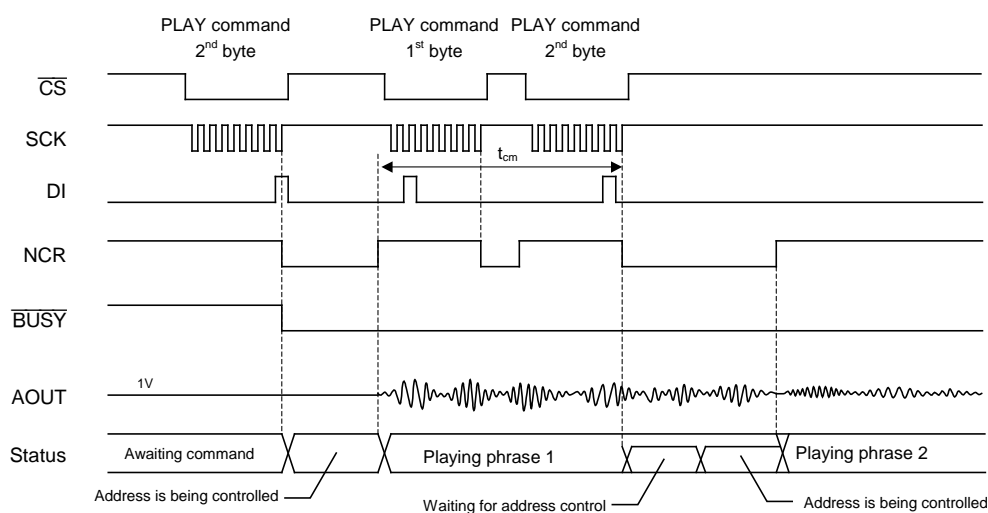 PLAY command
2nd byte
PLAY command
1st byte
PLAY command
2nd byte
CS
SCK
tcm
DI
NCR
BUSY
1V
AOUT
Status
Awaiting command
Playing phrase 1
Playing phrase 2
Address is being controlled
Waiting for address control
Address is being controlled